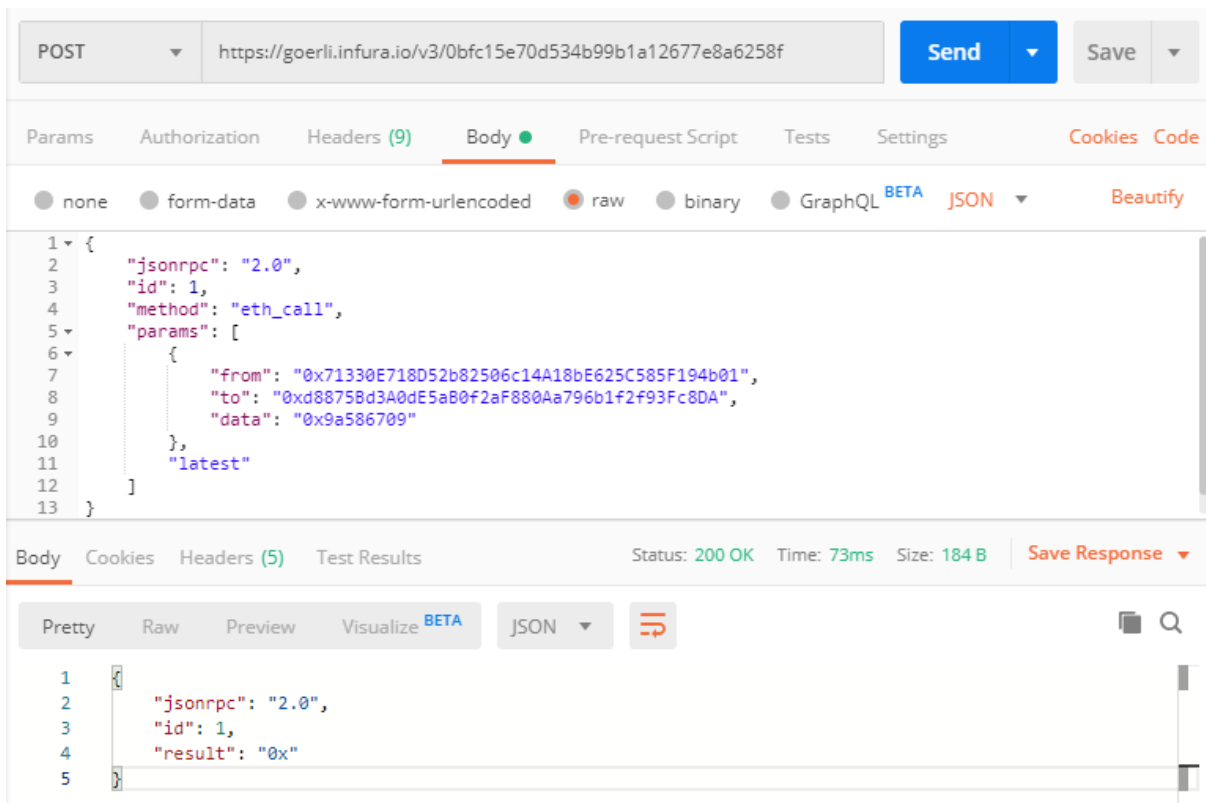 POST https://goerli.infura.io/v3/0bfc15e70d534b99b1a12677e8a6258f Send Save
Params Authorization Headers (9) Body Pre-request Script Tests Settings Cookies Code
none form-data x-www-form-urlencoded raw binary GraphQL BETA JSON Beautify
1 {
2 "jsonrpc": "2.0",
3 "id": 1,
4 "method": "eth_call",
5 "params": [
6 {
7 "from": "0x71330E718D52b82506c14A18bE625C585F194b01",
8 "to": "0xd8875Bd3A0dE5aB0f2aF880Aa796b1f2f93Fc8DA",
9 "data": "0x9a586709"
10 },
11 "latest"
12 ]
13 }
Body Cookies Headers (5) Test Results Status: 200 OK Time: 73ms Size: 184 B Save Response
Pretty Raw Preview Visualize BETA JSON
1 {
2 "jsonrpc": "2.0",
3 "id": 1,
4 "result": "0x"
5 }